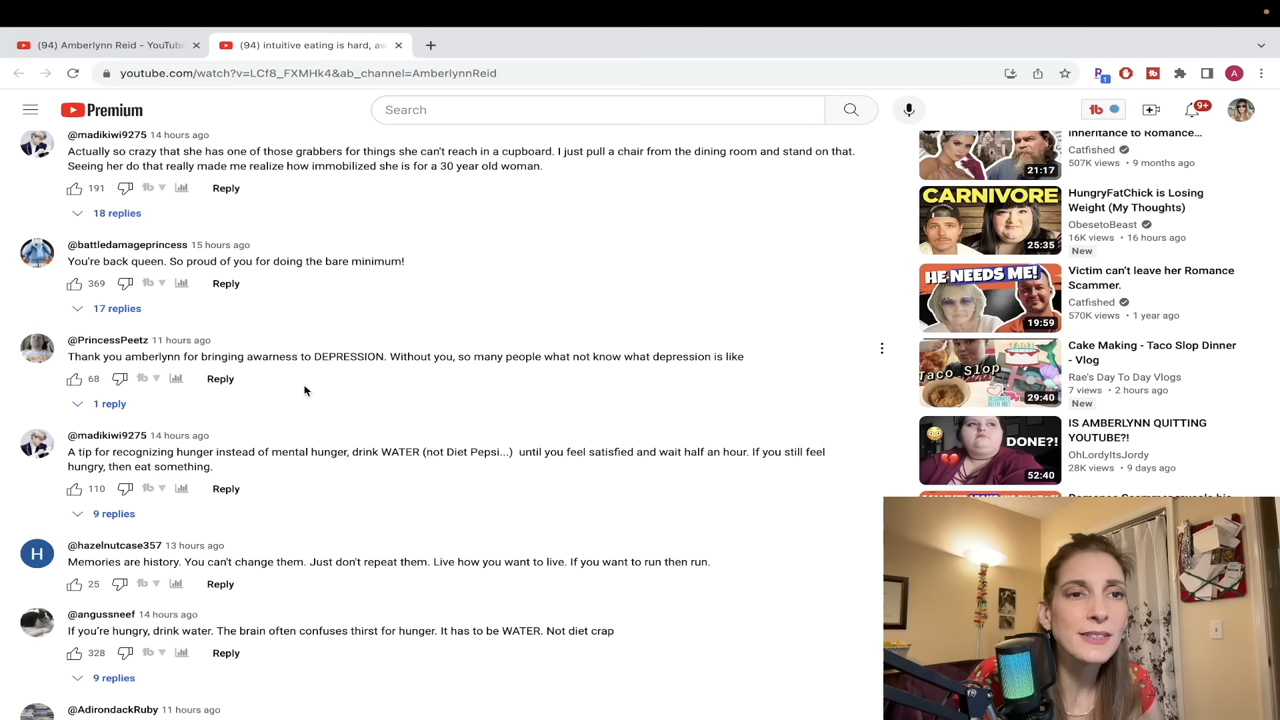 (94) Amberlynn Reid - YouTube
(94) intuitive eating is hard, aw
youtube.com/watch?v=LCf8_FXMHk4&ab_channel=AmberlynnReid
1
A
Premium
Search
tb
9+
@madikiwi9275 14 hours ago
Actually so crazy that she has one of those grabbers for things she can't reach in a cupboard. I just pull a chair from the dining room and stand on that.
Seeing her do that really made me realize how immobilized she is for a 30 year old woman.
191 tb Reply
18 replies
@battledamageprincess 15 hours ago
You're back queen. So proud of you for doing the bare minimum!
369 tb Reply
17 replies
@PrincessPeetz 11 hours ago
Thank you amberlynn for bringing awarness to DEPRESSION. Without you, so many people what not know what depression is like
68 tb Reply
1 reply
@madikiwi9275 14 hours ago
A tip for recognizing hunger instead of mental hunger, drink WATER (not Diet Pepsi...) until you feel satisfied and wait half an hour. If you still feel
hungry, then eat something.
110 tb Reply
9 replies
H
@hazelnutcase357 13 hours ago
Memories are history. You can't change them. Just don't repeat them. Live how you want to live. If you want to run then run.
25 tb Reply
@angussneef 14 hours ago
If you're hungry, drink water. The brain often confuses thirst for hunger. It has to be WATER. Not diet crap
328 tb Reply
9 replies
@AdirondackRuby 11 hours ago
Inheritance to Romance...
Catfished
507K views • 9 months ago
21:17
CARNIVORE
25:35
HungryFatChick is Losing
Weight (My Thoughts)
ObesetoBeast
16K views • 16 hours ago
New
HE NEEDS ME!
19:59
Victim can't leave her Romance
Scammer.
Catfished
570K views • 1 year ago
Taco Slop
29:40
Cake Making - Taco Slop Dinner
- Vlog
Rae's Day To Day Vlogs
7 views • 2 hours ago
New
DONE?!
52:40
IS AMBERLYNN QUITTING
YOUTUBE?!
OhLordyItsJordy
28K views • 9 days ago